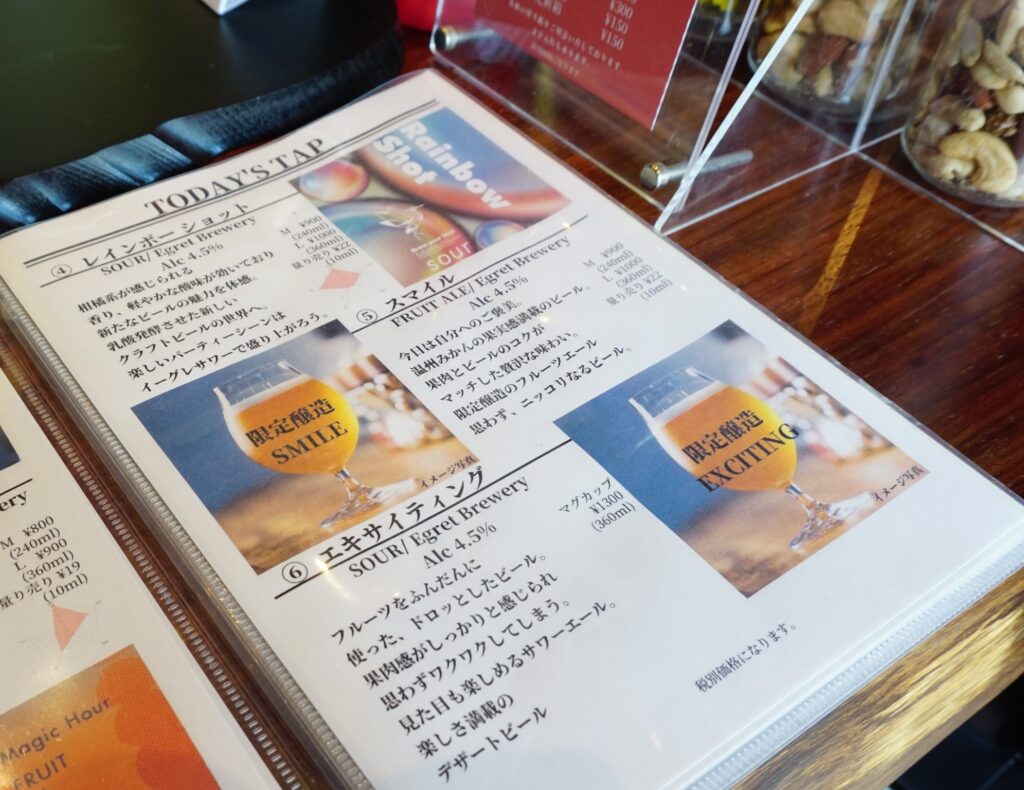 ¥300
¥150
¥150
TODAY'S TAP
④ レインボーショット
SOUR/ Egret Brewery
Alc 4.5%
M ¥900
(240ml)
L ¥1000
(360ml)
量り売り ¥22
(10ml)
柑橘系が感じられる
香り、軽やかな酸味が効いており
新たなビールの魅力を体感。
乳酸発酵させた新しい
クラフトビールの世界へ。
楽しいパーティーシーンは
イーグレサワーで盛り上がろう。
Rainbow
Shot
SOUR
⑤ スマイル
FRUIT ALE/ Egret Brewery
Alc 4.5%
M ¥900
(240ml)
L ¥1000
(360ml)
量り売り ¥22
(10ml)
今日は自分へのご褒美。
温州みかんの果実感満載のビール。
果肉とビールのコクが
マッチした贅沢な味わい。
限定醸造のフルーツエール
思わず、ニッコリなるビール。
限定醸造
SMILE
イメージ写真
⑥ エキサイティング
SOUR/ Egret Brewery
Alc 4.5%
マグカップ
¥1300
(360ml)
フルーツをふんだんに
使った、ドロッとしたビール。
果肉感がしっかりと感じられ
思わずワクワクしてしまう。
見た目も楽しめるサワーエール。
楽しさ満載の
デザートビール
限定醸造
EXCITING
イメージ写真
税別価格になります。
ery
M ¥800
(240ml)
L ¥900
(360ml)
量り売り ¥19
(10ml)
Magic Hour
FRUIT